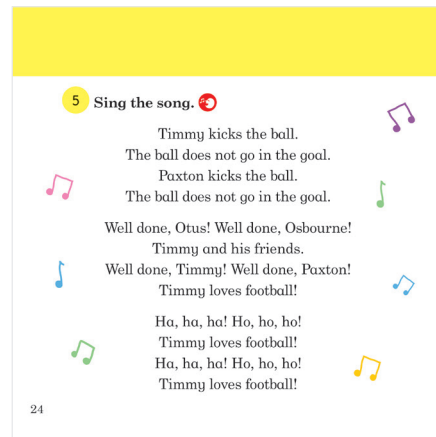 5 Sing the song.
Timmy kicks the ball.
The ball does not go in the goal.
Paxton kicks the ball.
The ball does not go in the goal.
Well done, Otus! Well done, Osbourne!
Timmy and his friends.
Well done, Timmy! Well done, Paxton!
Timmy loves football!
Ha, ha, ha! Ho, ho, ho!
Timmy loves football!
Ha, ha, ha! Ho, ho, ho!
Timmy loves football!
24